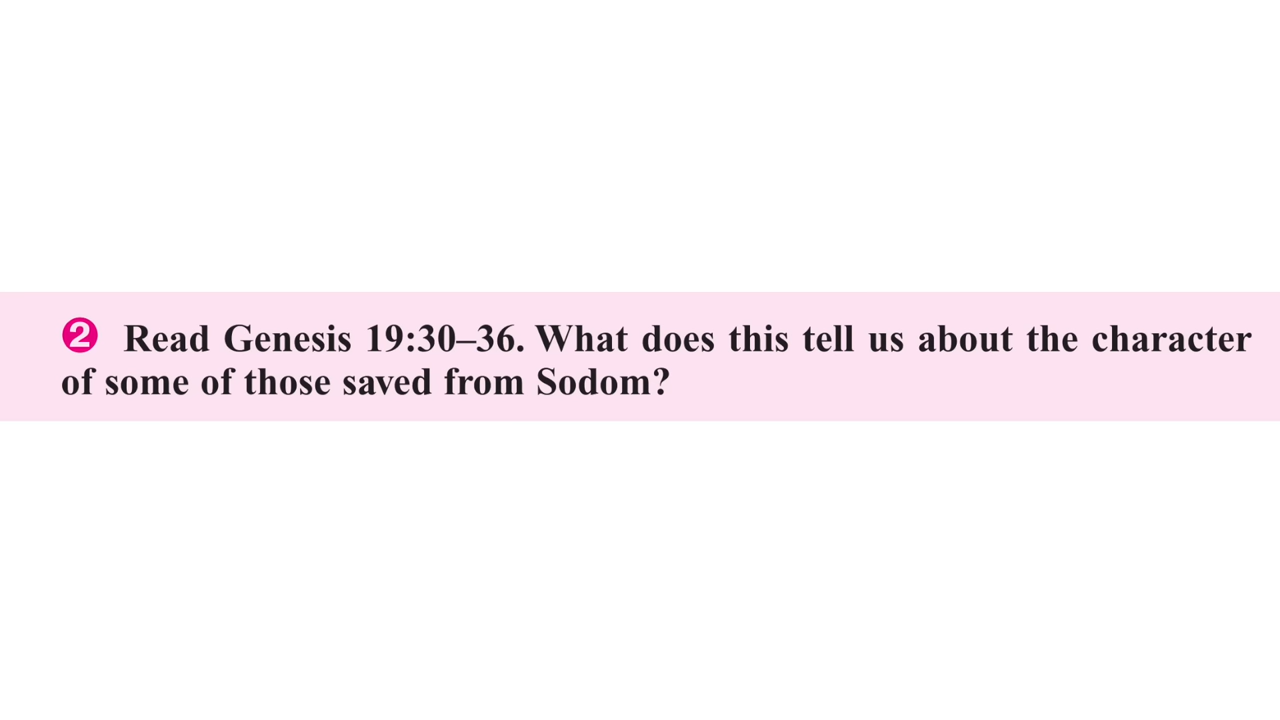 ❷ Read Genesis 19:30–36. What does this tell us about the character
of some of those saved from Sodom?